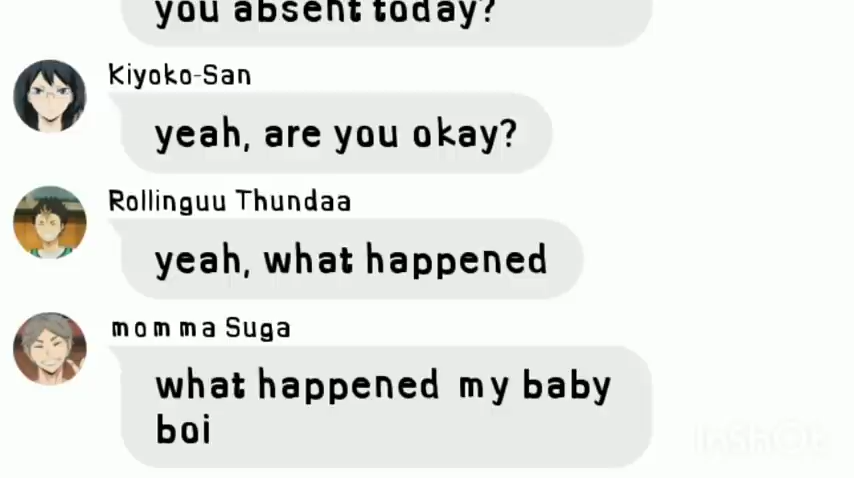 you absent today?
Kiyoko-San
yeah, are you okay?
Rollinguu Thundaa
yeah, what happened
momma Suga
what happened my baby
boi
InShOt